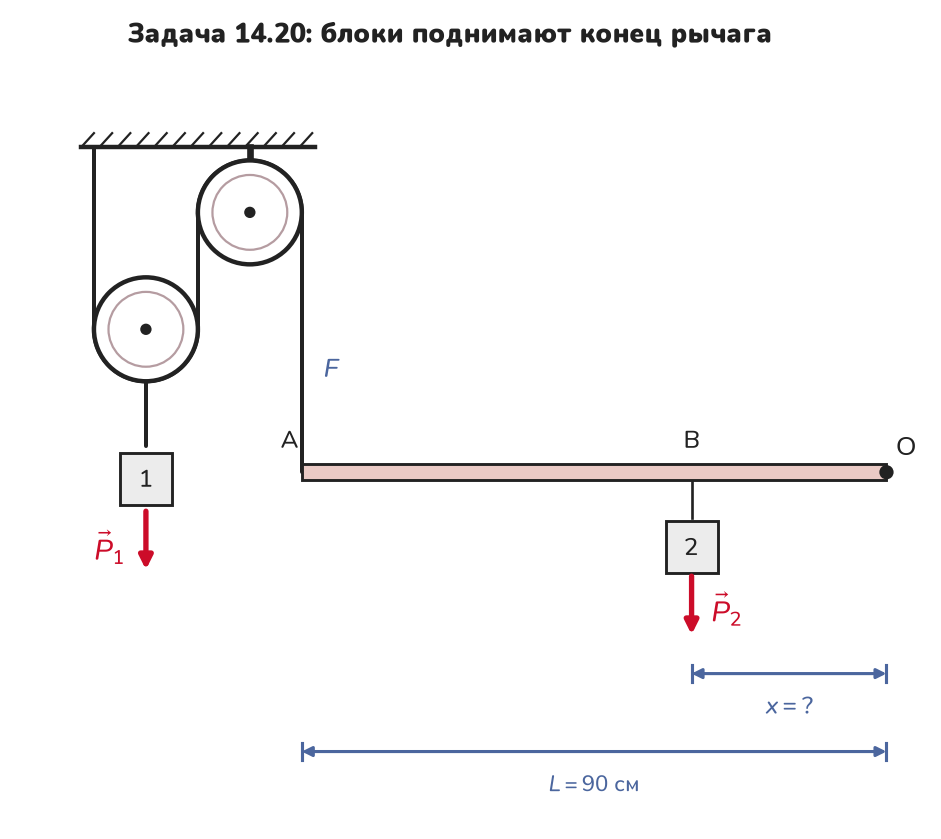 Задача 14.20: блоки поднимают конец рычага
F
A
B
O
1
P⃗₁
2
P⃗₂
x = ?
L = 90 см